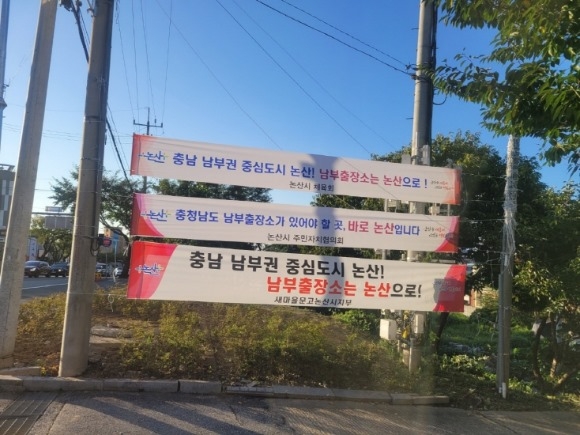 논산
충남 남부권 중심도시 논산! 남부출장소는 논산으로 !
논산시 체육회
논산
충청남도 남부출장소가 있어야 할 곳, 바로 논산입니다
논산시 주민자치협의회
논산
충남 남부권 중심도시 논산!
남부출장소는 논산으로!
새마을문고논산시지부